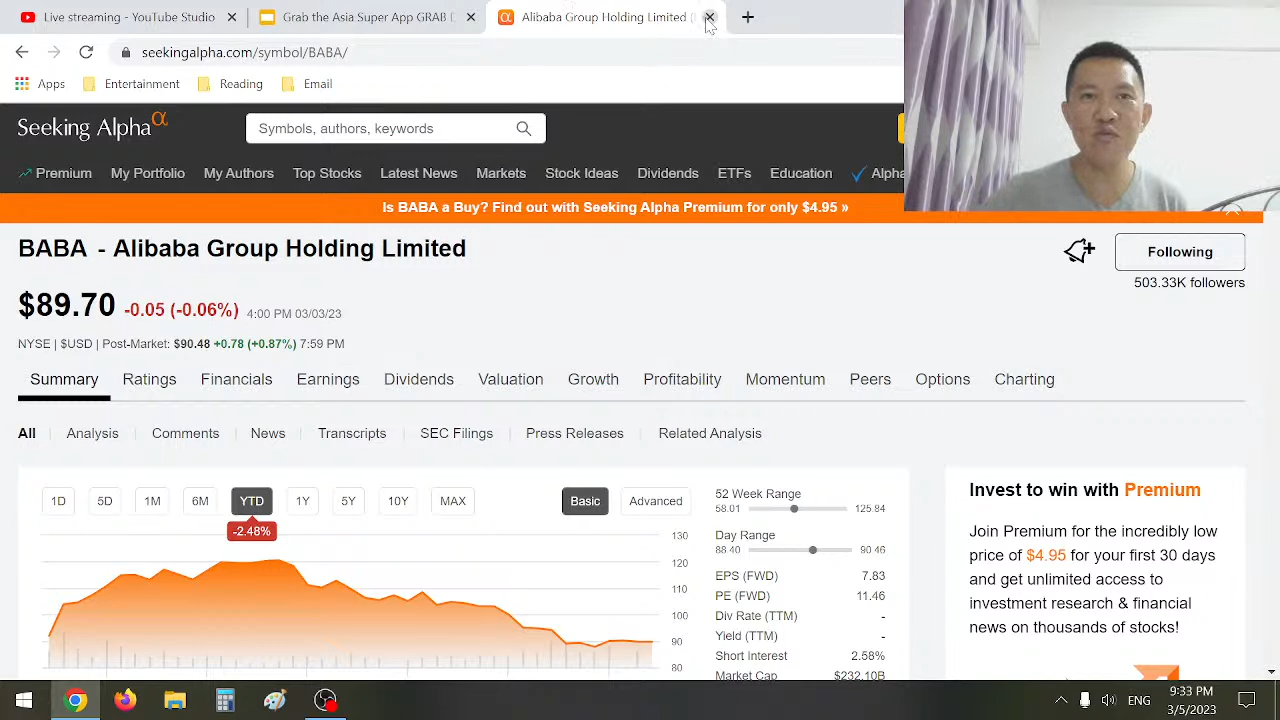 Live streaming - YouTube Studio
Grab the Asia Super App GRAB
Alibaba Group Holding Limited (
seekingalpha.com/symbol/BABA/
Apps
Entertainment
Reading
Email
Seeking Alpha α
Symbols, authors, keywords
Premium
My Portfolio
My Authors
Top Stocks
Latest News
Markets
Stock Ideas
Dividends
ETFs
Education
Alpha
Is BABA a Buy? Find out with Seeking Alpha Premium for only $4.95 »
BABA - Alibaba Group Holding Limited
Following
503.33K followers
$89.70 -0.05 (-0.06%) 4:00 PM 03/03/23
NYSE | $USD | Post-Market: $90.48 +0.78 (+0.87%) 7:59 PM
Summary
Ratings
Financials
Earnings
Dividends
Valuation
Growth
Profitability
Momentum
Peers
Options
Charting
All
Analysis
Comments
News
Transcripts
SEC Filings
Press Releases
Related Analysis
1D
5D
1M
6M
YTD
1Y
5Y
10Y
MAX
Basic
Advanced
-2.48%
130
120
110
100
90
80
52 Week Range
58.01
125.84
Day Range
88.40
90.46
EPS (FWD) 7.83
PE (FWD) 11.46
Div Rate (TTM) -
Yield (TTM) -
Short Interest 2.58%
Market Cap $232.10B
Invest to win with Premium
Join Premium for the incredibly low
price of $4.95 for your first 30 days
and get unlimited access to
investment research & financial
news on thousands of stocks!
ENG
9:33 PM
3/5/2023